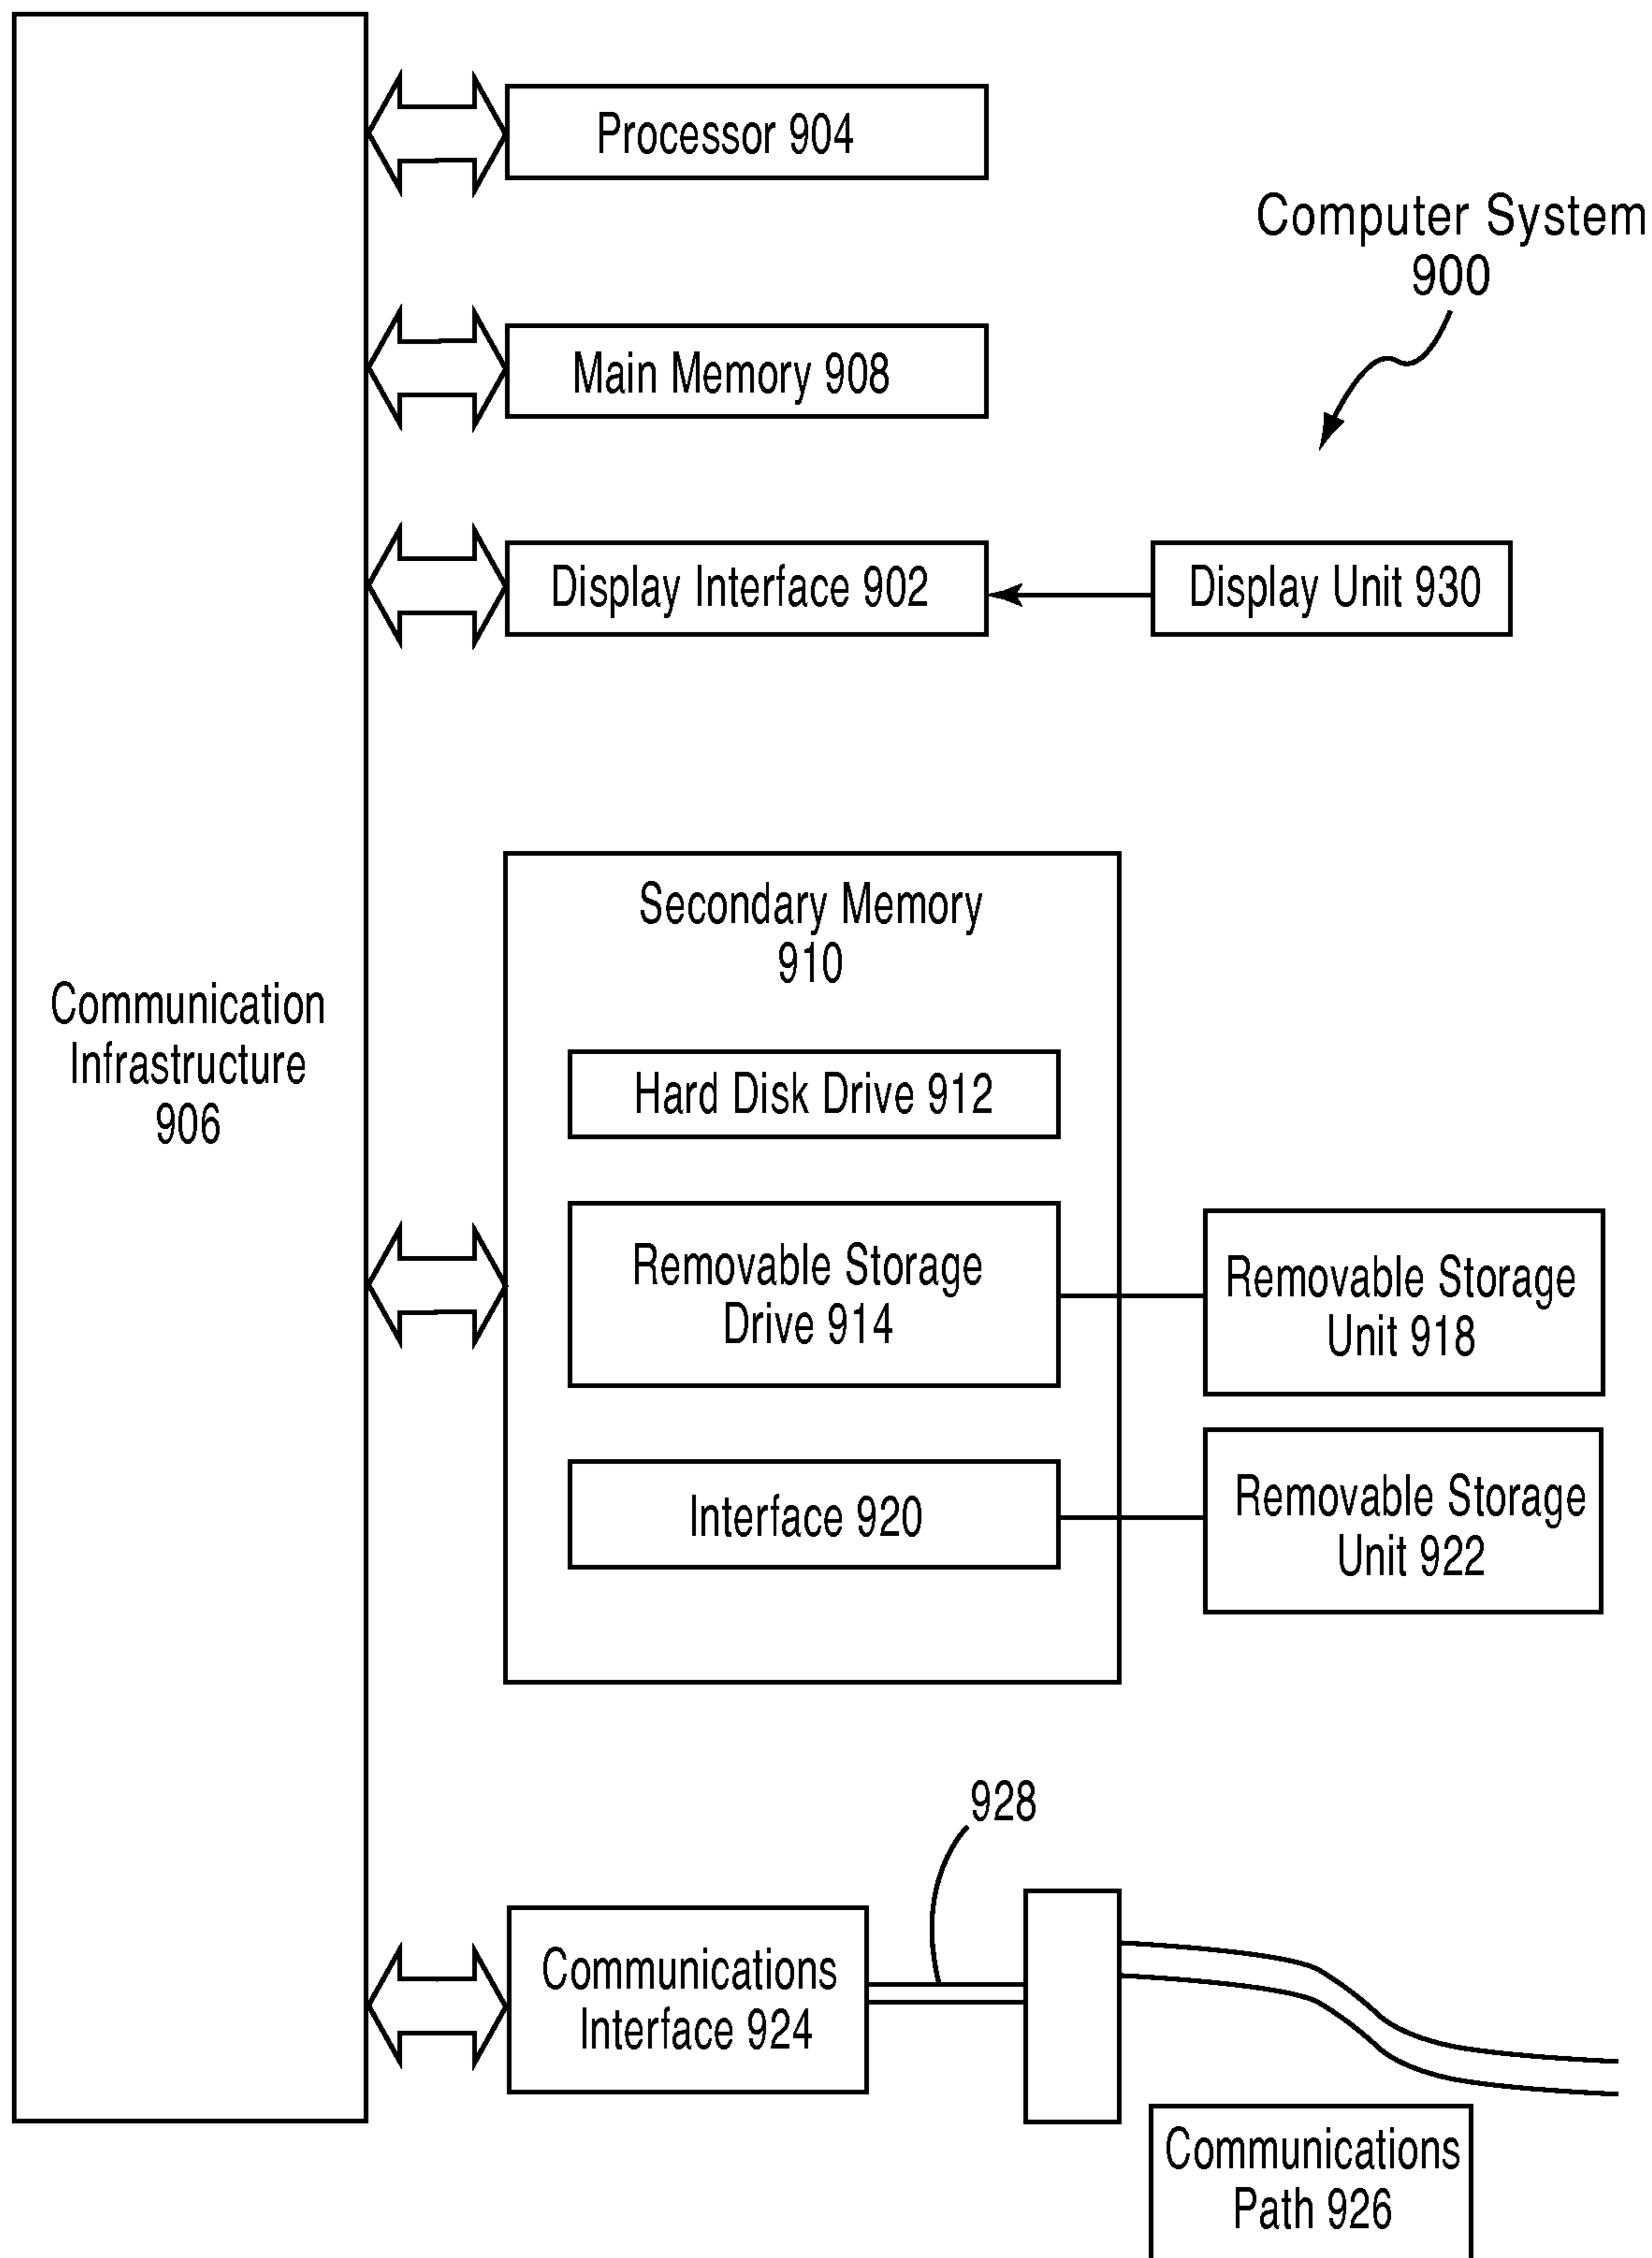 Processor 904
Computer System
900
Main Memory 908
Display Interface 902
Display Unit 930
Secondary Memory
910
Communication
Infrastructure
906
Hard Disk Drive 912
Removable Storage
Drive 914
Removable Storage
Unit 918
Interface 920
Removable Storage
Unit 922
928
Communications
Interface 924
Communications
Path 926